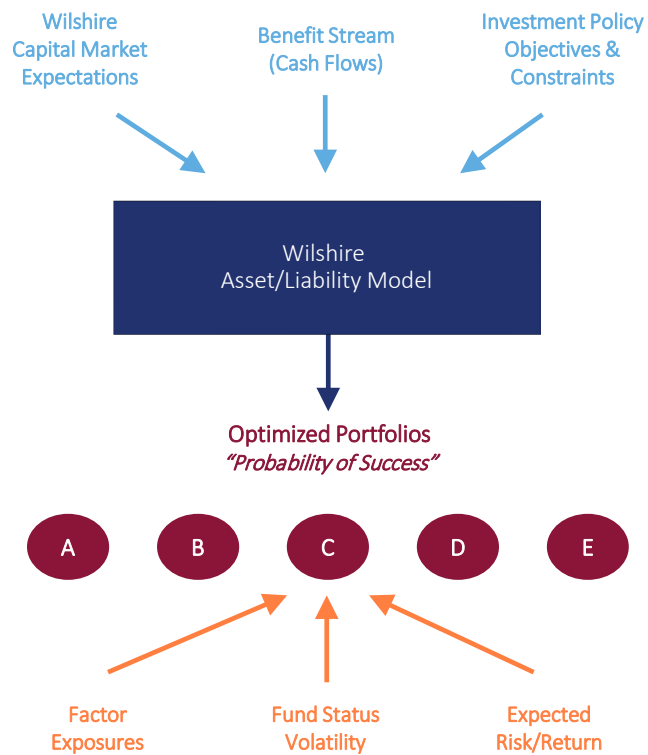 Wilshire
Capital Market
Expectations
Benefit Stream
(Cash Flows)
Investment Policy
Objectives &
Constraints
Wilshire
Asset/Liability Model
Optimized Portfolios
“Probability of Success”
A B C D E
Factor
Exposures
Fund Status
Volatility
Expected
Risk/Return